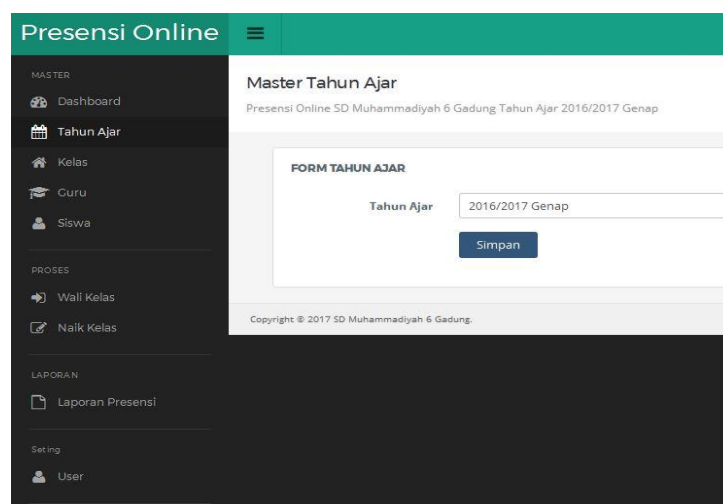 Presensi Online
MASTER
Dashboard
Tahun Ajar
Kelas
Guru
Siswa
PROSES
Wali Kelas
Naik Kelas
LAPORAN
Laporan Presensi
Seting
User
Master Tahun Ajar
Presensi Online SD Muhammadiyah 6 Gadung Tahun Ajar 2016/2017 Genap
FORM TAHUN AJAR
Tahun Ajar 2016/2017 Genap
Simpan
Copyright © 2017 SD Muhammadiyah 6 Gadung.